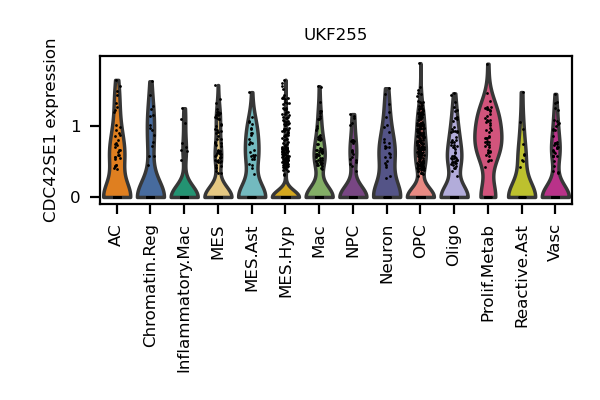 UKF255
CDC42SE1 expression
1
0
AC
Chromatin.Reg
Inflammatory.Mac
MES
MES.Ast
MES.Hyp
Mac
NPC
Neuron
OPC
Oligo
Prolif.Metab
Reactive.Ast
Vasc